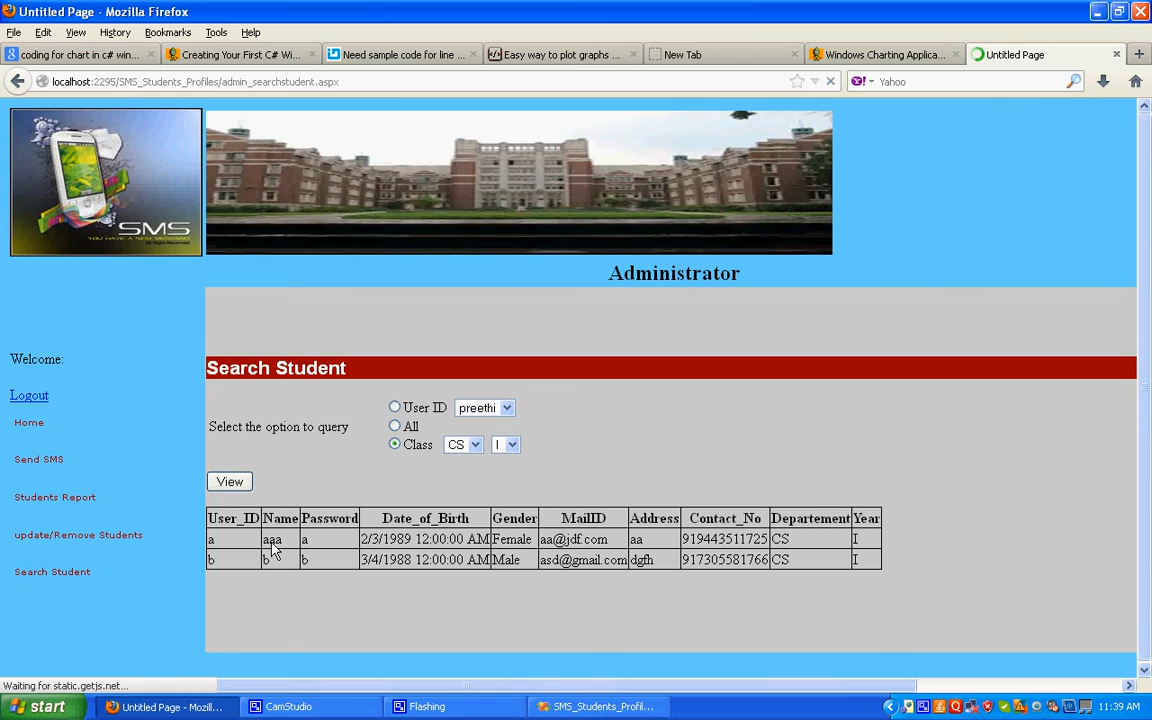 Untitled Page - Mozilla Firefox
File Edit View History Bookmarks Tools Help
coding for chart in c# win...
Creating Your First C# Wi...
Need sample code for line ...
Easy way to plot graphs ...
New Tab
Windows Charting Applica...
Untitled Page
localhost:2295/SMS_Students_Profiles/admin_searchstudent.aspx
Yahoo
SMS
YOU HAVE A NEW MESSAGE
Administrator
Welcome:
Logout
Home
Send SMS
Students Report
update/Remove Students
Search Student
Search Student
Select the option to query
User ID preethi
All
Class CS I
View
User_ID Name Password Date_of_Birth Gender MailID Address Contact_No Departement Year
a aaa a 2/3/1989 12:00:00 AM Female aa@jdf.com aa 919443511725 CS I
b b b 3/4/1988 12:00:00 AM Male asd@gmail.com dgfh 917305581766 CS I
Waiting for static.getjs.net...
start
Untitled Page - Mozill...
CamStudio
Flashing
SMS_Students_Profil...
11:39 AM